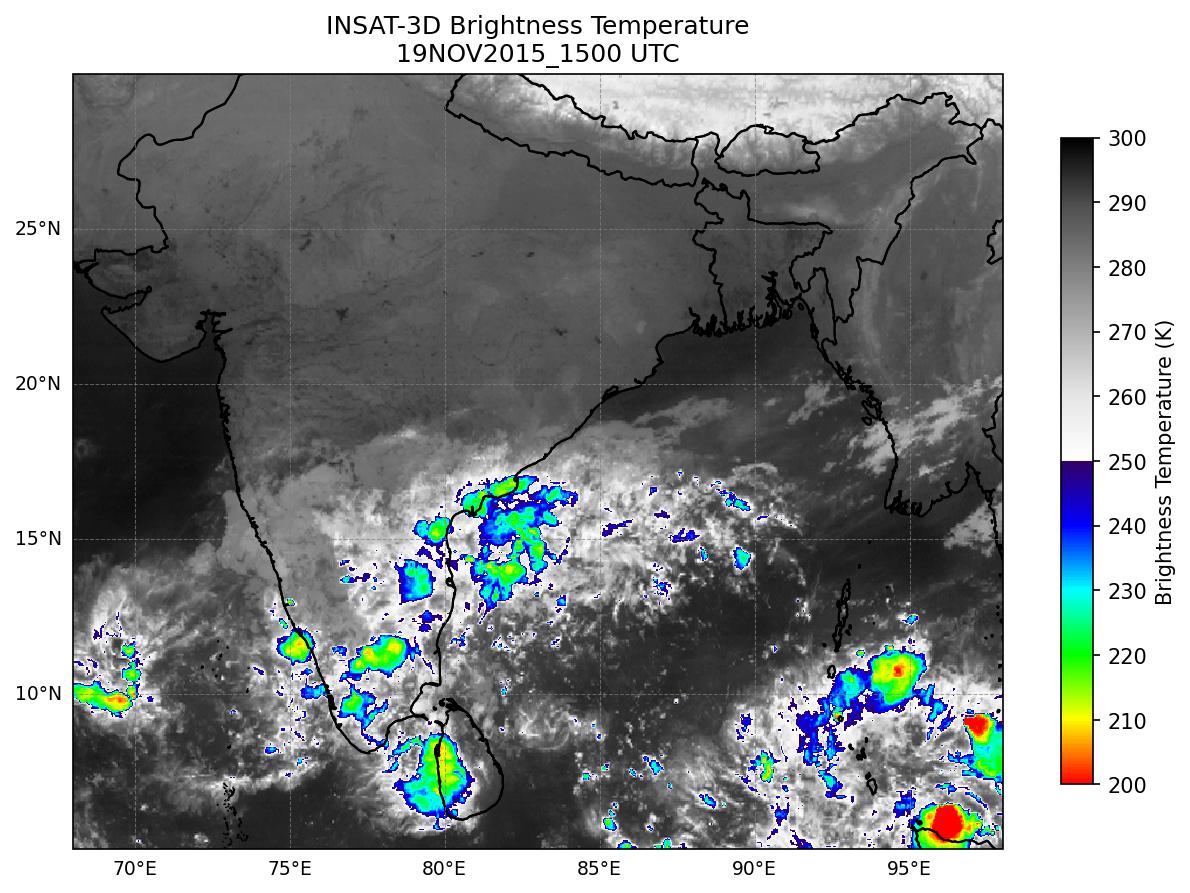 INSAT-3D Brightness Temperature
19NOV2015_1500 UTC
25°N
20°N
15°N
10°N
70°E
75°E
80°E
85°E
90°E
95°E
300
290
280
270
260
250
240
230
220
210
200
Brightness Temperature (K)